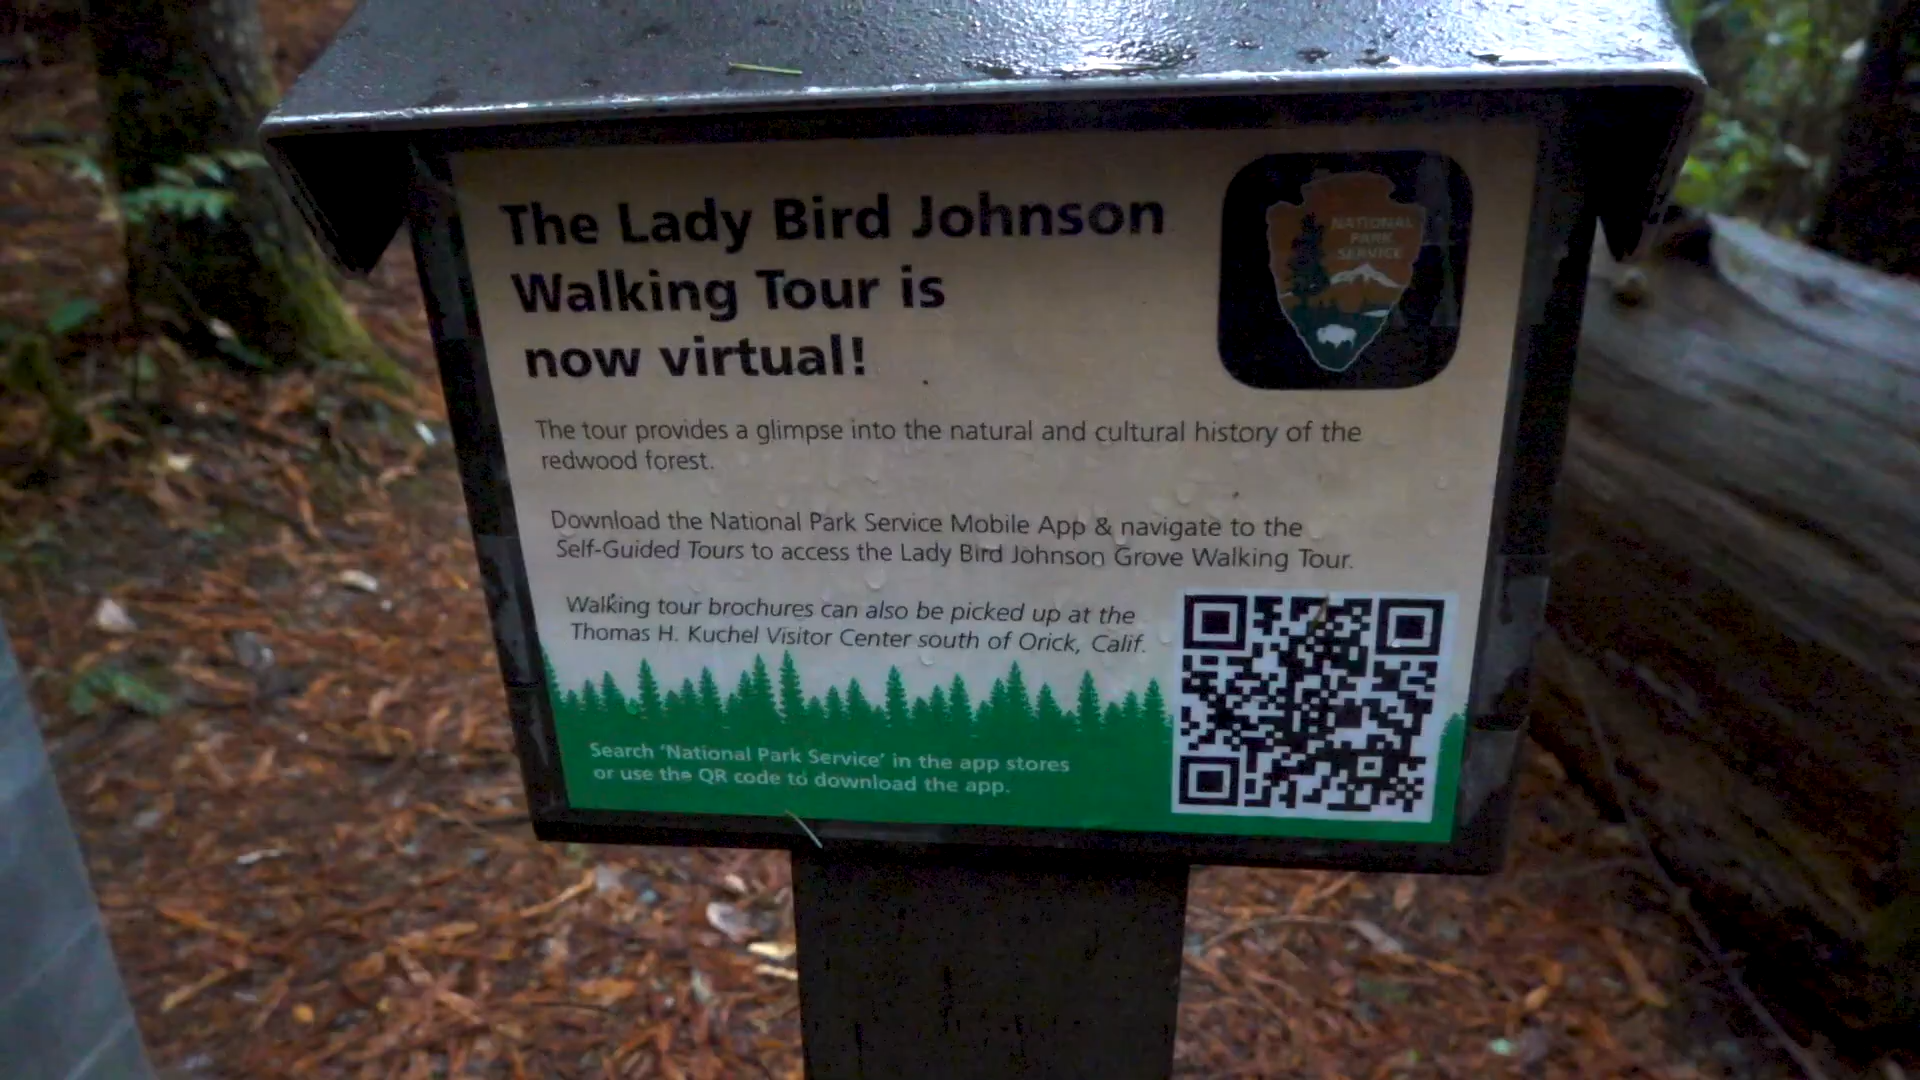 The Lady Bird Johnson
Walking Tour is
now virtual!
NATIONAL
PARK
SERVICE
The tour provides a glimpse into the natural and cultural history of the
redwood forest.
Download the National Park Service Mobile App & navigate to the
Self-Guided Tours to access the Lady Bird Johnson Grove Walking Tour.
Walking tour brochures can also be picked up at the
Thomas H. Kuchel Visitor Center south of Orick, Calif.
Search 'National Park Service' in the app stores
or use the QR code to download the app.